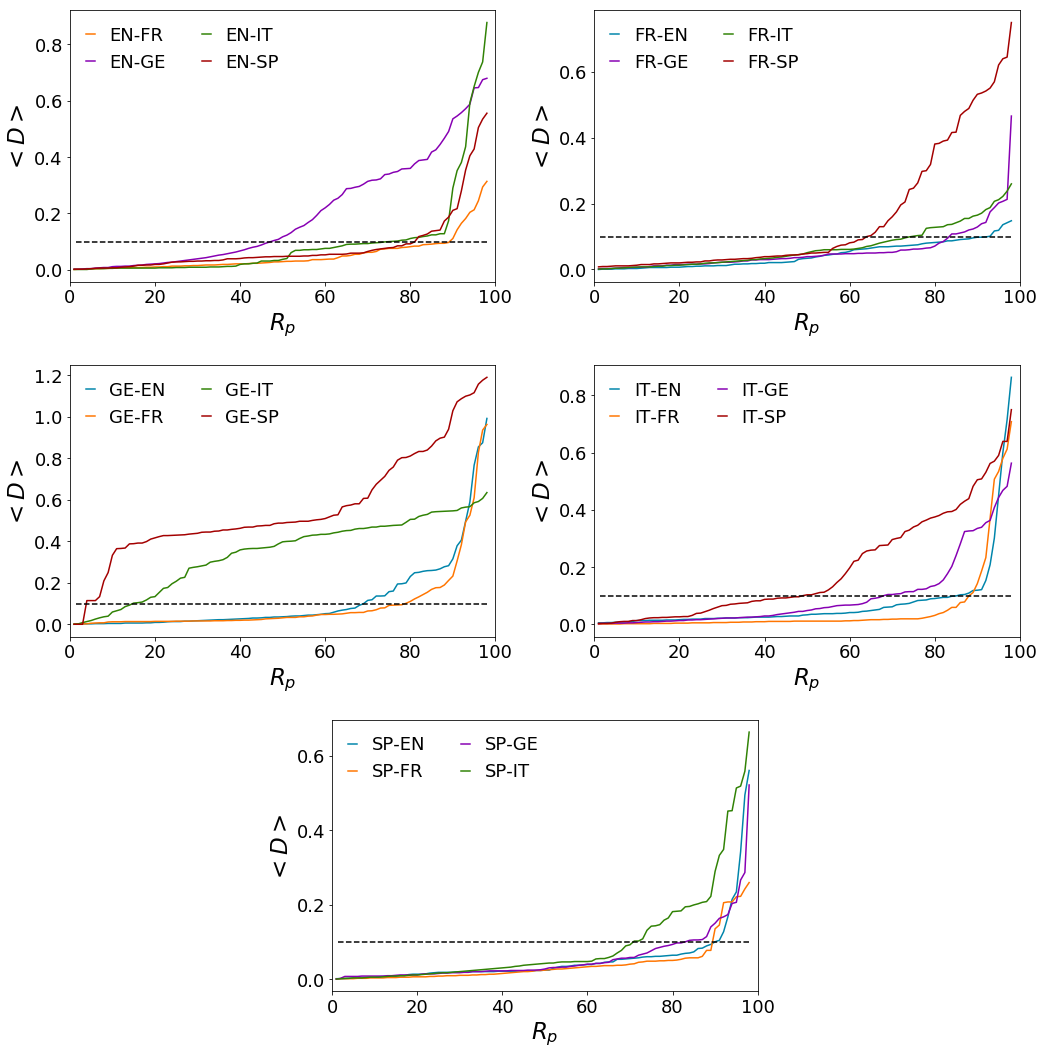 EN-FR EN-IT
EN-GE EN-SP
0.8
0.6
0.4
0.2
0.0
<D>
0 20 40 60 80 100
R_p
FR-EN FR-IT
FR-GE FR-SP
0.6
0.4
0.2
0.0
<D>
0 20 40 60 80 100
R_p
GE-EN GE-IT
GE-FR GE-SP
1.2
1.0
0.8
0.6
0.4
0.2
0.0
<D>
0 20 40 60 80 100
R_p
IT-EN IT-GE
IT-FR IT-SP
0.8
0.6
0.4
0.2
0.0
<D>
0 20 40 60 80 100
R_p
SP-EN SP-GE
SP-FR SP-IT
0.6
0.4
0.2
0.0
<D>
0 20 40 60 80 100
R_p